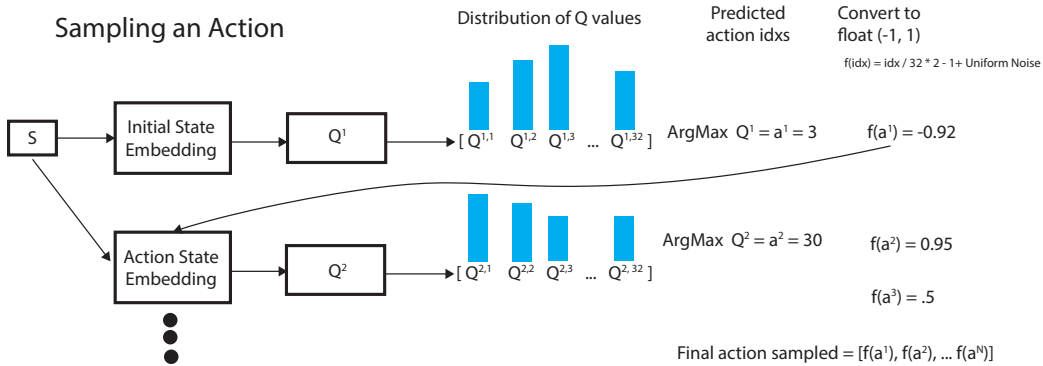 Sampling an Action
Distribution of Q values
Predicted
action idxs
Convert to
float (-1, 1)
f(idx) = idx / 32 * 2 - 1+ Uniform Noise
S
Initial State
Embedding
Q¹
[ Q¹,¹ Q¹,² Q¹,³ ... Q¹,³² ]
ArgMax Q¹ = a¹ = 3
f(a¹) = -0.92
Action State
Embedding
Q²
[ Q²,¹ Q²,² Q²,³ ... Q²,³² ]
ArgMax Q² = a² = 30
f(a²) = 0.95
f(a³) = .5
Final action sampled = [f(a¹), f(a²), ... f(aᴺ)]